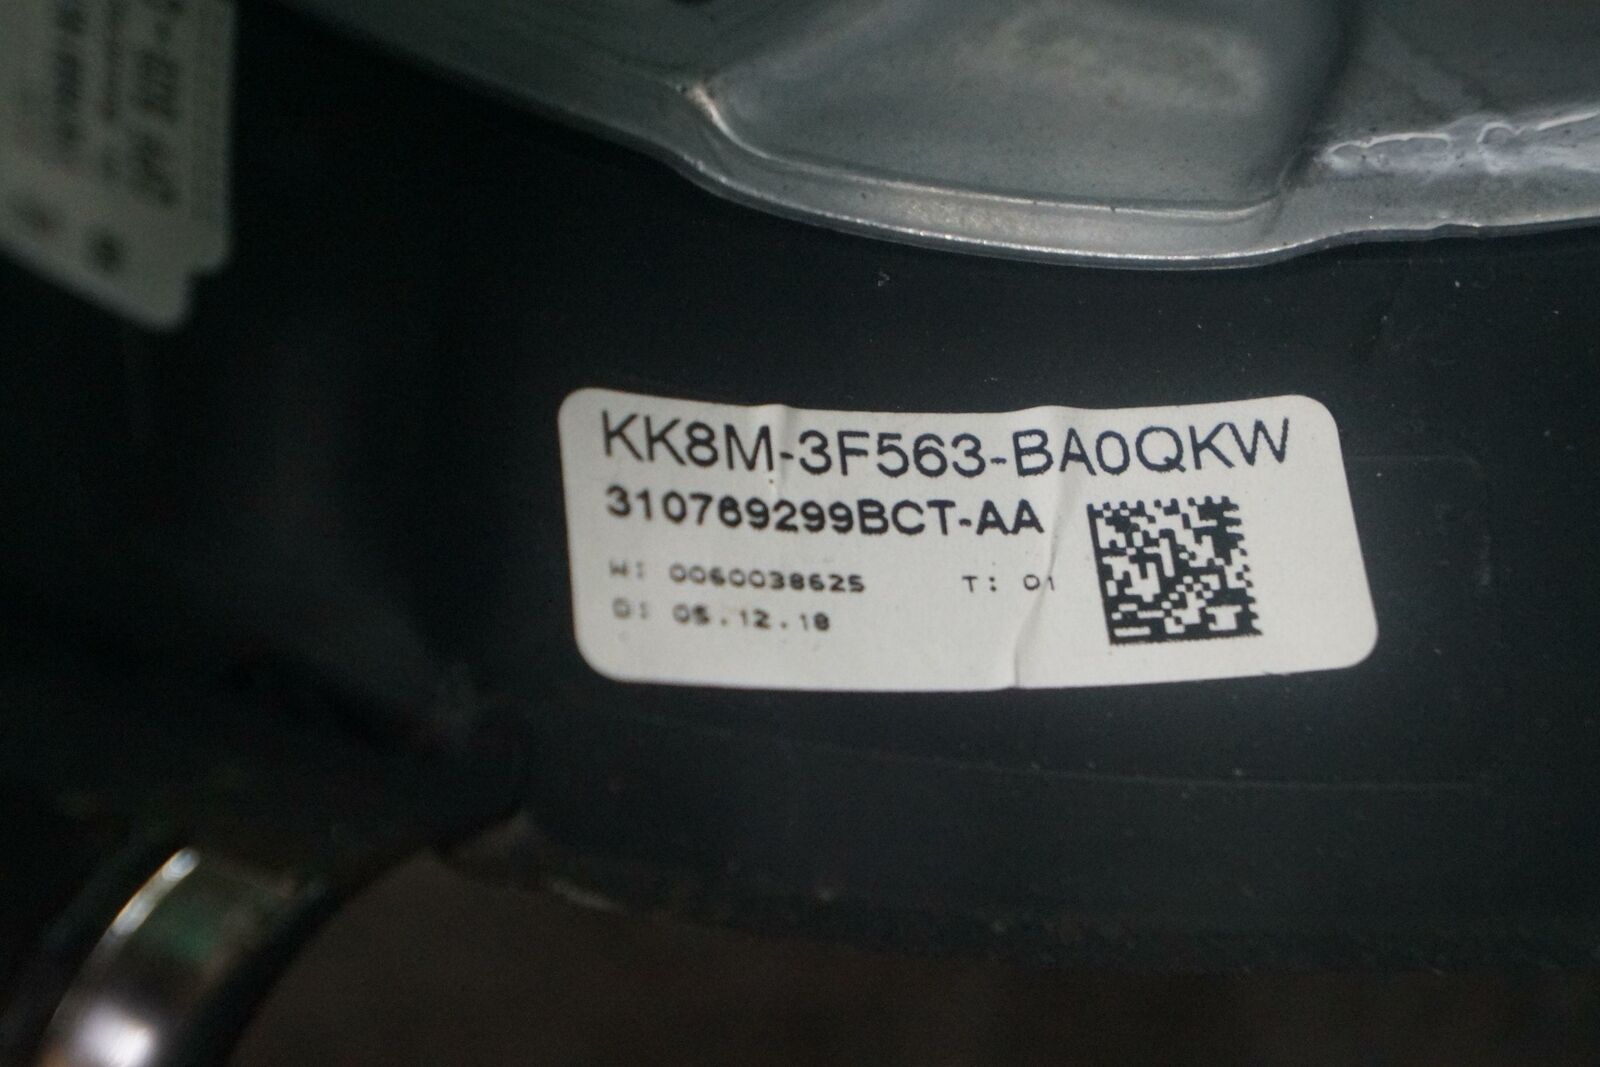 KK8M-3F563-BA0QKW
310769299BCT-AA
W: 0060038625 T: 01
D: 05.12.18